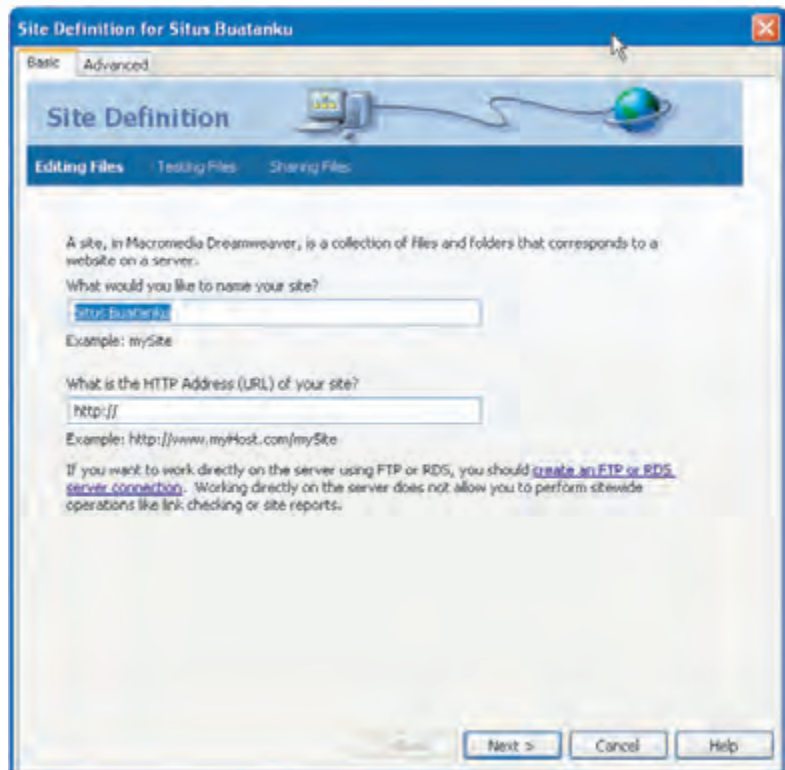 Site Definition for Situs Buatanku
Basic Advanced
Site Definition
Editing Files Testing Files Sharing Files
A site, in Macromedia Dreamweaver, is a collection of files and folders that corresponds to a
website on a server.
What would you like to name your site?
Situs Buatanku
Example: mySite
What is the HTTP Address (URL) of your site?
http://
Example: http://www.myHost.com/mySite
If you want to work directly on the server using FTP or RDS, you should create an FTP or RDS
server connection. Working directly on the server does not allow you to perform sitewide
operations like link checking or site reports.
Next > Cancel Help